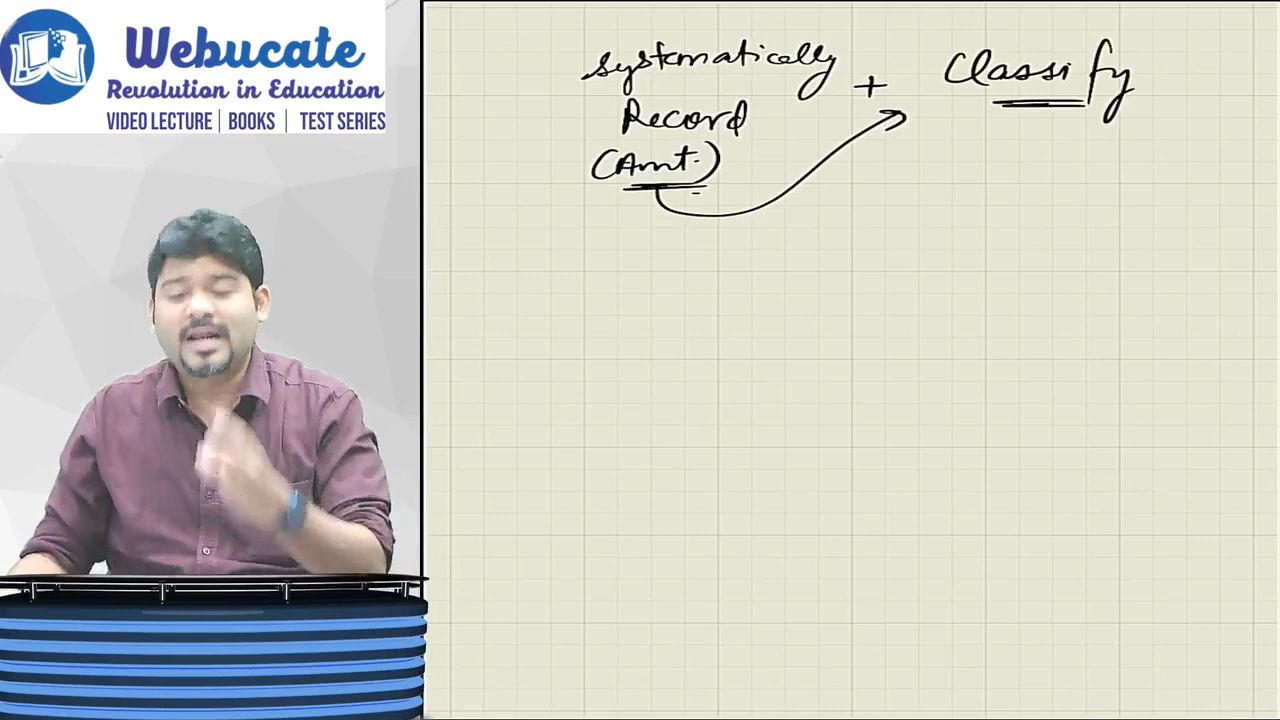 Webucate
Revolution in Education
VIDEO LECTURE | BOOKS | TEST SERIES
Systematically + Classify
Record
(Amt.)